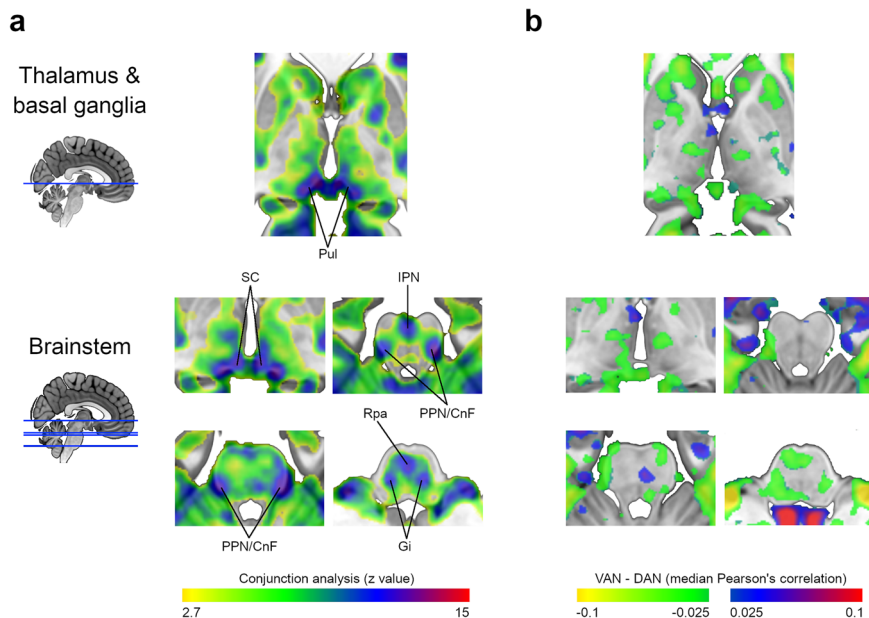 a
b
Thalamus &
basal ganglia
Pul
SC
IPN
Brainstem
PPN/CnF
Rpa
PPN/CnF
Gi
Conjunction analysis (z value)
2.7
15
VAN - DAN (median Pearson's correlation)
-0.1
-0.025
0.025
0.1